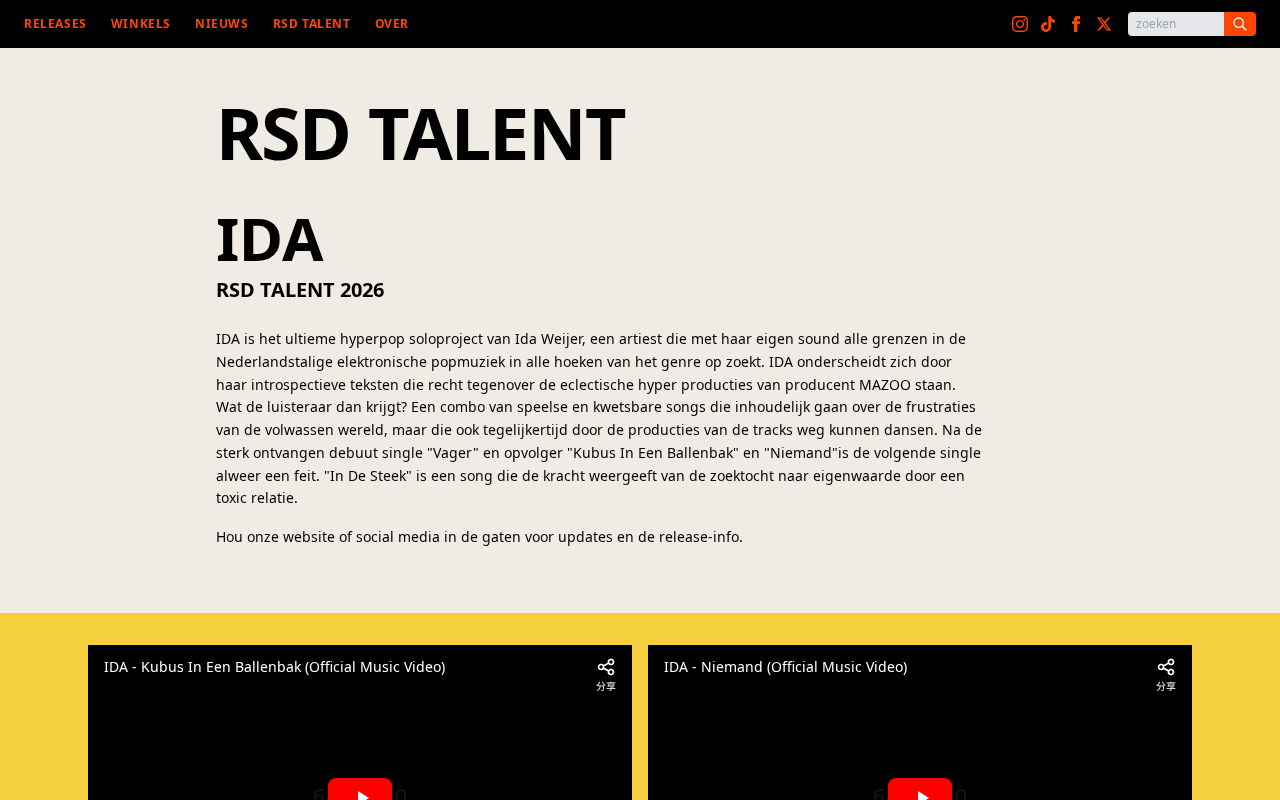 RELEASES WINKELS NIEUWS RSD TALENT OVER zoeken
RSD TALENT
IDA
RSD TALENT 2026
IDA is het ultieme hyperpop soloproject van Ida Weijer, een artiest die met haar eigen sound alle grenzen in de
Nederlandstalige elektronische popmuziek in alle hoeken van het genre op zoekt. IDA onderscheidt zich door
haar introspectieve teksten die recht tegenover de eclectische hyper producties van producent MAZOO staan.
Wat de luisteraar dan krijgt? Een combo van speelse en kwetsbare songs die inhoudelijk gaan over de frustraties
van de volwassen wereld, maar die ook tegelijkertijd door de producties van de tracks weg kunnen dansen. Na de
sterk ontvangen debuut single "Vager" en opvolger "Kubus In Een Ballenbak" en "Niemand"is de volgende single
alweer een feit. "In De Steek" is een song die de kracht weergeeft van de zoektocht naar eigenwaarde door een
toxic relatie.
Hou onze website of social media in de gaten voor updates en de release-info.
IDA - Kubus In Een Ballenbak (Official Music Video)
分享
IDA - Niemand (Official Music Video)
分享